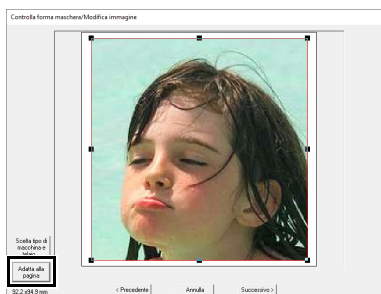 Controlla forma maschera/Modifica immagine
Scelta tipo di
macchina e
telaio
Adatta alla
pagina
92.2 x94.9 mm
< Precedente
Annulla
Successivo >